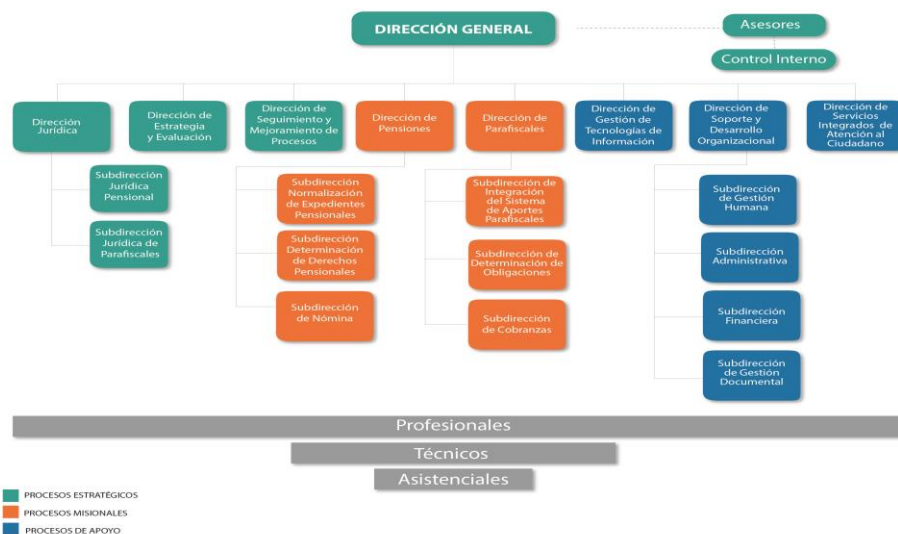 DIRECCIÓN GENERAL
Asesores
Control Interno
Dirección
Jurídica
Dirección de
Estrategia
y Evaluación
Dirección de
Seguimiento y
Mejoramiento de
Procesos
Dirección de
Pensiones
Dirección de
Parafiscales
Dirección de
Gestión de
Tecnologías de
Información
Dirección de
Soporte y
Desarrollo
Organizacional
Dirección de
Servicios
Integrados de
Atención al
Ciudadano
Subdirección
Jurídica
Pensional
Subdirección
Jurídica de
Parafiscales
Subdirección
Normalización
de Expedientes
Pensionales
Subdirección
Determinación
de Derechos
Pensionales
Subdirección
de Nómina
Subdirección de
Integración
del Sistema
de Aportes
Parafiscales
Subdirección de
Determinación de
Obligaciones
Subdirección
de Cobranzas
Subdirección
de Gestión
Humana
Subdirección
Administrativa
Subdirección
Financiera
Subdirección
de Gestión
Documental
Profesionales
Técnicos
Asistenciales
PROCESOS ESTRATÉGICOS
PROCESOS MISIONALES
PROCESOS DE APOYO